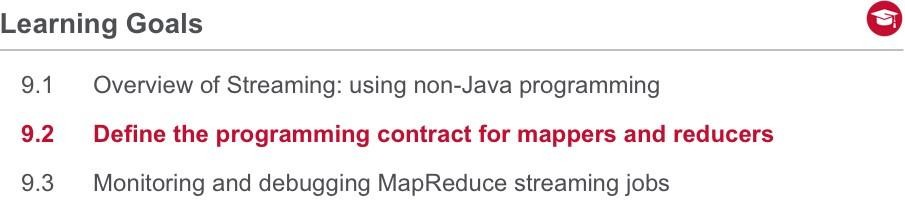 Learning Goals
9.1 Overview of Streaming: using non-Java programming
9.2 Define the programming contract for mappers and reducers
9.3 Monitoring and debugging MapReduce streaming jobs